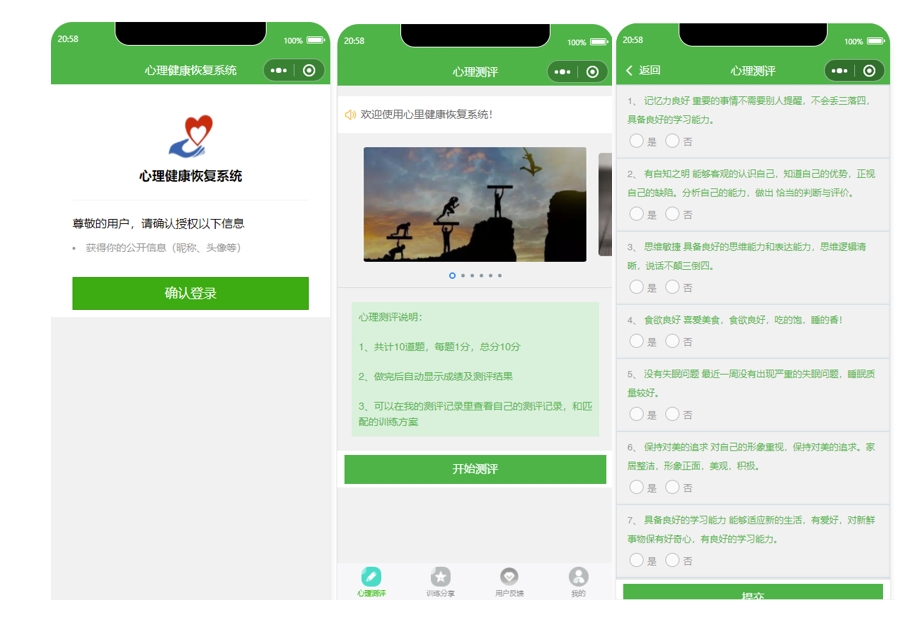 20:58
100%
心理健康恢复系统
心理健康恢复系统
尊敬的用户，请确认授权以下信息
• 获得你的公开信息（昵称、头像等）
确认登录
20:58
100%
心理测评
欢迎使用心里健康恢复系统！
心理测评说明：
1、共计10道题，每题1分，总分10分
2、做完后自动显示成绩及测评结果
3、可以在我的测评记录里查看自己的测评记录，和匹
配的训练方案
开始测评
心理测评
训练分享
用户反馈
我的
20:58
100%
返回
心理测评
1、 记忆力良好 重要的事情不需要别人提醒，不会丢三落四，
具备良好的学习能力。
是 否
2、 有自知之明 能够客观的认识自己，知道自己的优势，正视
自己的缺陷。分析自己的能力，做出 恰当的判断与评价。
是 否
3、 思维敏捷 具备良好的思维能力和表达能力，思维逻辑清
晰，说话不颠三倒四。
是 否
4、 食欲良好 喜爱美食，食欲良好，吃的饱，睡的香！
是 否
5、 没有失眠问题 最近一周没有出现严重的失眠问题，睡眠质
量较好。
是 否
6、 保持对美的追求 对自己的形象重视，保持对美的追求。家
居整洁，形象正面，美观，积极。
是 否
7、 具备良好的学习能力 能够适应新的生活，有爱好，对新鲜
事物保有好奇心，有良好的学习能力。
是 否
提交